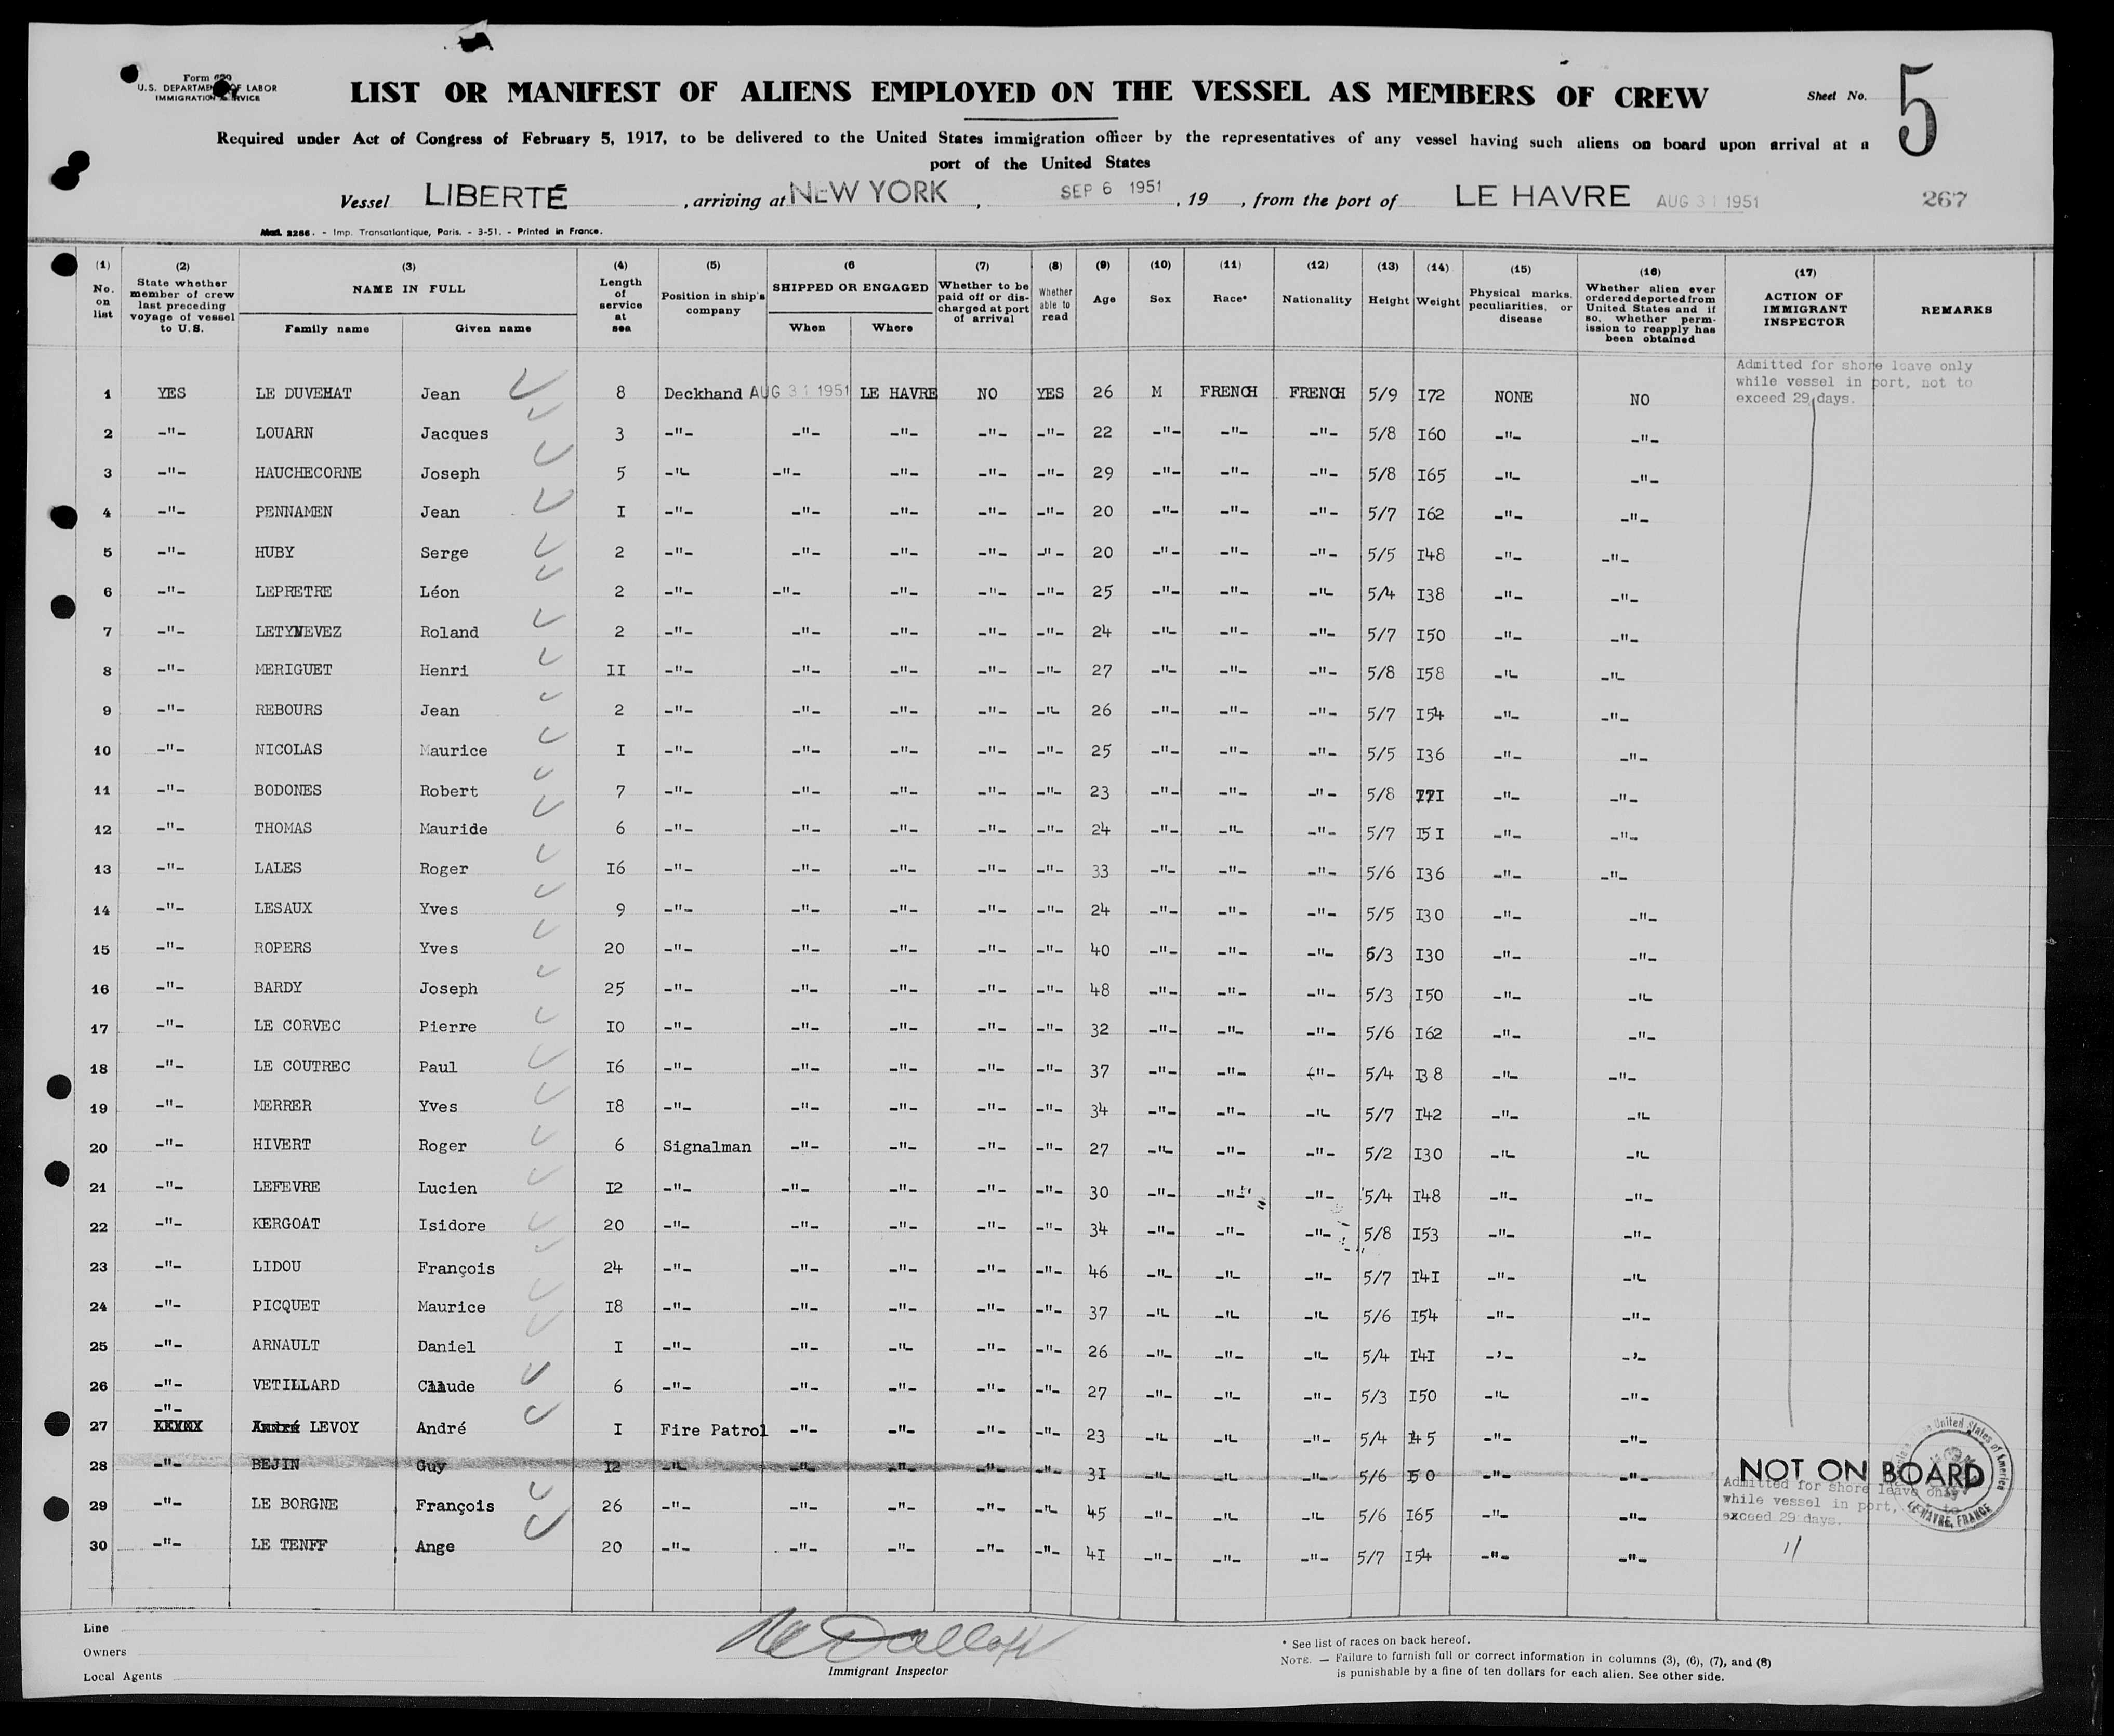 Form 689
U.S. DEPARTMENT OF LABOR
IMMIGRATION SERVICE
LIST OR MANIFEST OF ALIENS EMPLOYED ON THE VESSEL AS MEMBERS OF CREW
Sheet No. 5
Required under Act of Congress of February 5, 1917, to be delivered to the United States immigration officer by the representatives of any vessel having such aliens on board upon arrival at a
port of the United States
Vessel LIBERTÉ , arriving at NEW YORK , SEP 6 1951 , 19 , from the port of LE HAVRE AUG 31 1951 267
Mod. 2266. - Imp. Transatlantique, Paris. - 3-51. - Printed in France.
(1) No. on list (2) State whether member of crew last preceding voyage of vessel to U.S. (3) NAME IN FULL Family name Given name (4) Length of service at sea (5) Position in ship's company (6 SHIPPED OR ENGAGED When Where (7) Whether to be paid off or discharged at port of arrival (8) Whether able to read (9) Age (10) Sex (11) Race* (12) Nationality (13) Height (14) Weight (15) Physical marks, peculiarities, or disease (16) Whether alien ever ordered deported from United States and if so, whether permission to reapply has been obtained (17) ACTION OF IMMIGRANT INSPECTOR REMARKS
Admitted for shore leave only
while vessel in port, not to
exceed 29 days.
1 YES LE DUVEHAT Jean 8 Deckhand AUG 31 1951 LE HAVRE NO YES 26 M FRENCH FRENCH 5/9 I72 NONE NO
2 -"- LOUARN Jacques 3 -"- -"- -"- -"- -"- 22 -"- -"- -"- 5/8 I60 -"- -"-
3 -"- HAUCHECORNE Joseph 5 -"- -"- -"- -"- -"- 29 -"- -"- -"- 5/8 I65 -"- -"-
4 -"- PENNAMEN Jean I -"- -"- -"- -"- -"- 20 -"- -"- -"- 5/7 I62 -"- -"-
5 -"- HUBY Serge 2 -"- -"- -"- -"- -"- 20 -"- -"- -"- 5/5 I48 -"- -"-
6 -"- LEPRETRE Léon 2 -"- -"- -"- -"- -"- 25 -"- -"- -"- 5/4 I38 -"- -"-
7 -"- LETYNEVEZ Roland 2 -"- -"- -"- -"- -"- 24 -"- -"- -"- 5/7 I50 -"- -"-
8 -"- MERIGUET Henri II -"- -"- -"- -"- -"- 27 -"- -"- -"- 5/8 I58 -"- -"-
9 -"- REBOURS Jean 2 -"- -"- -"- -"- -"- 26 -"- -"- -"- 5/7 I54 -"- -"-
10 -"- NICOLAS Maurice I -"- -"- -"- -"- -"- 25 -"- -"- -"- 5/5 I36 -"- -"-
11 -"- BODONES Robert 7 -"- -"- -"- -"- -"- 23 -"- -"- -"- 5/8 -"- -"-
12 -"- THOMAS Mauride 6 -"- -"- -"- -"- -"- 24 -"- -"- -"- 5/7 I5I -"- -"-
13 -"- LALES Roger I6 -"- -"- -"- -"- -"- 33 -"- -"- -"- 5/6 I36 -"- -"-
14 -"- LESAUX Yves 9 -"- -"- -"- -"- -"- 24 -"- -"- -"- 5/5 I30 -"- -"-
15 -"- ROPERS Yves 20 -"- -"- -"- -"- -"- 40 -"- -"- -"- 5/3 I30 -"- -"-
16 -"- BARDY Joseph 25 -"- -"- -"- -"- -"- 48 -"- -"- -"- 5/3 I50 -"- -"-
17 -"- LE CORVEC Pierre I0 -"- -"- -"- -"- -"- 32 -"- -"- -"- 5/6 I62 -"- -"-
18 -"- LE COUTREC Paul I6 -"- -"- -"- -"- -"- 37 -"- -"- -"- 5/4 I38 -"- -"-
19 -"- MERRER Yves I8 -"- -"- -"- -"- -"- 34 -"- -"- -"- 5/7 I42 -"- -"-
20 -"- HIVERT Roger 6 Signalman -"- -"- -"- -"- 27 -"- -"- -"- 5/2 I30 -"- -"-
21 -"- LEFEVRE Lucien I2 -"- -"- -"- -"- -"- 30 -"- -"- -"- 5/4 I48 -"- -"-
22 -"- KERGOAT Isidore 20 -"- -"- -"- -"- -"- 34 -"- -"- -"- 5/8 I53 -"- -"-
23 -"- LIDOU François 24 -"- -"- -"- -"- -"- 46 -"- -"- -"- 5/7 I4I -"- -"-
24 -"- PICQUET Maurice I8 -"- -"- -"- -"- -"- 37 -"- -"- -"- 5/6 I54 -"- -"-
25 -"- ARNAULT Daniel I -"- -"- -"- -"- -"- 26 -"- -"- -"- 5/4 I4I -'- -'-
26 -"- VETILLARD Claude 6 -"- -"- -"- -"- -"- 27 -"- -"- -"- 5/3 I50 -"- -"-
27 -"- André LEVOY André I Fire Patrol -"- -"- -"- -"- 23 -"- -"- -"- 5/4 I45 -"- -"-
28 -"- BEJIN Guy I2 -"- -"- -"- -"- -"- 3I -"- -"- -"- 5/6 I50 -"- -"- NOT ON BOARD
29 -"- LE BORGNE François 26 -"- -"- -"- -"- -"- 45 -"- -"- -"- 5/6 I65 -"- -"-
Admitted for shore leave only
while vessel in port, to
exceed 29 days.
United States of America
LE HAVRE, FRANCE
30 -"- LE TENFF Ange 20 -"- -"- -"- -"- -"- 4I -"- -"- -"- 5/7 I54 -"- -"- "
Line
Owners
Local Agents
Immigrant Inspector
* See list of races on back hereof.
NOTE. — Failure to furnish full or correct information in columns (3), (6), (7), and (8)
is punishable by a fine of ten dollars for each alien. See other side.